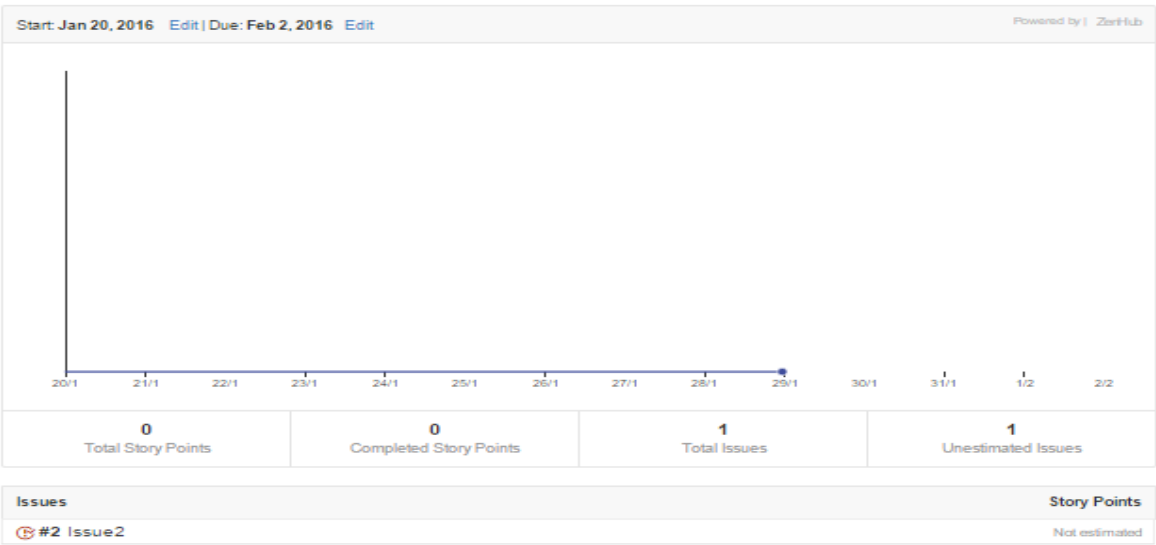 Start: Jan 20, 2016 Edit | Due: Feb 2, 2016 Edit Powered by | ZenHub
20/1 21/1 22/1 23/1 24/1 25/1 26/1 27/1 28/1 29/1 30/1 31/1 1/2 2/2
0 0 1 1
Total Story Points Completed Story Points Total Issues Unestimated Issues
Issues Story Points
#2 Issue2 Not estimated